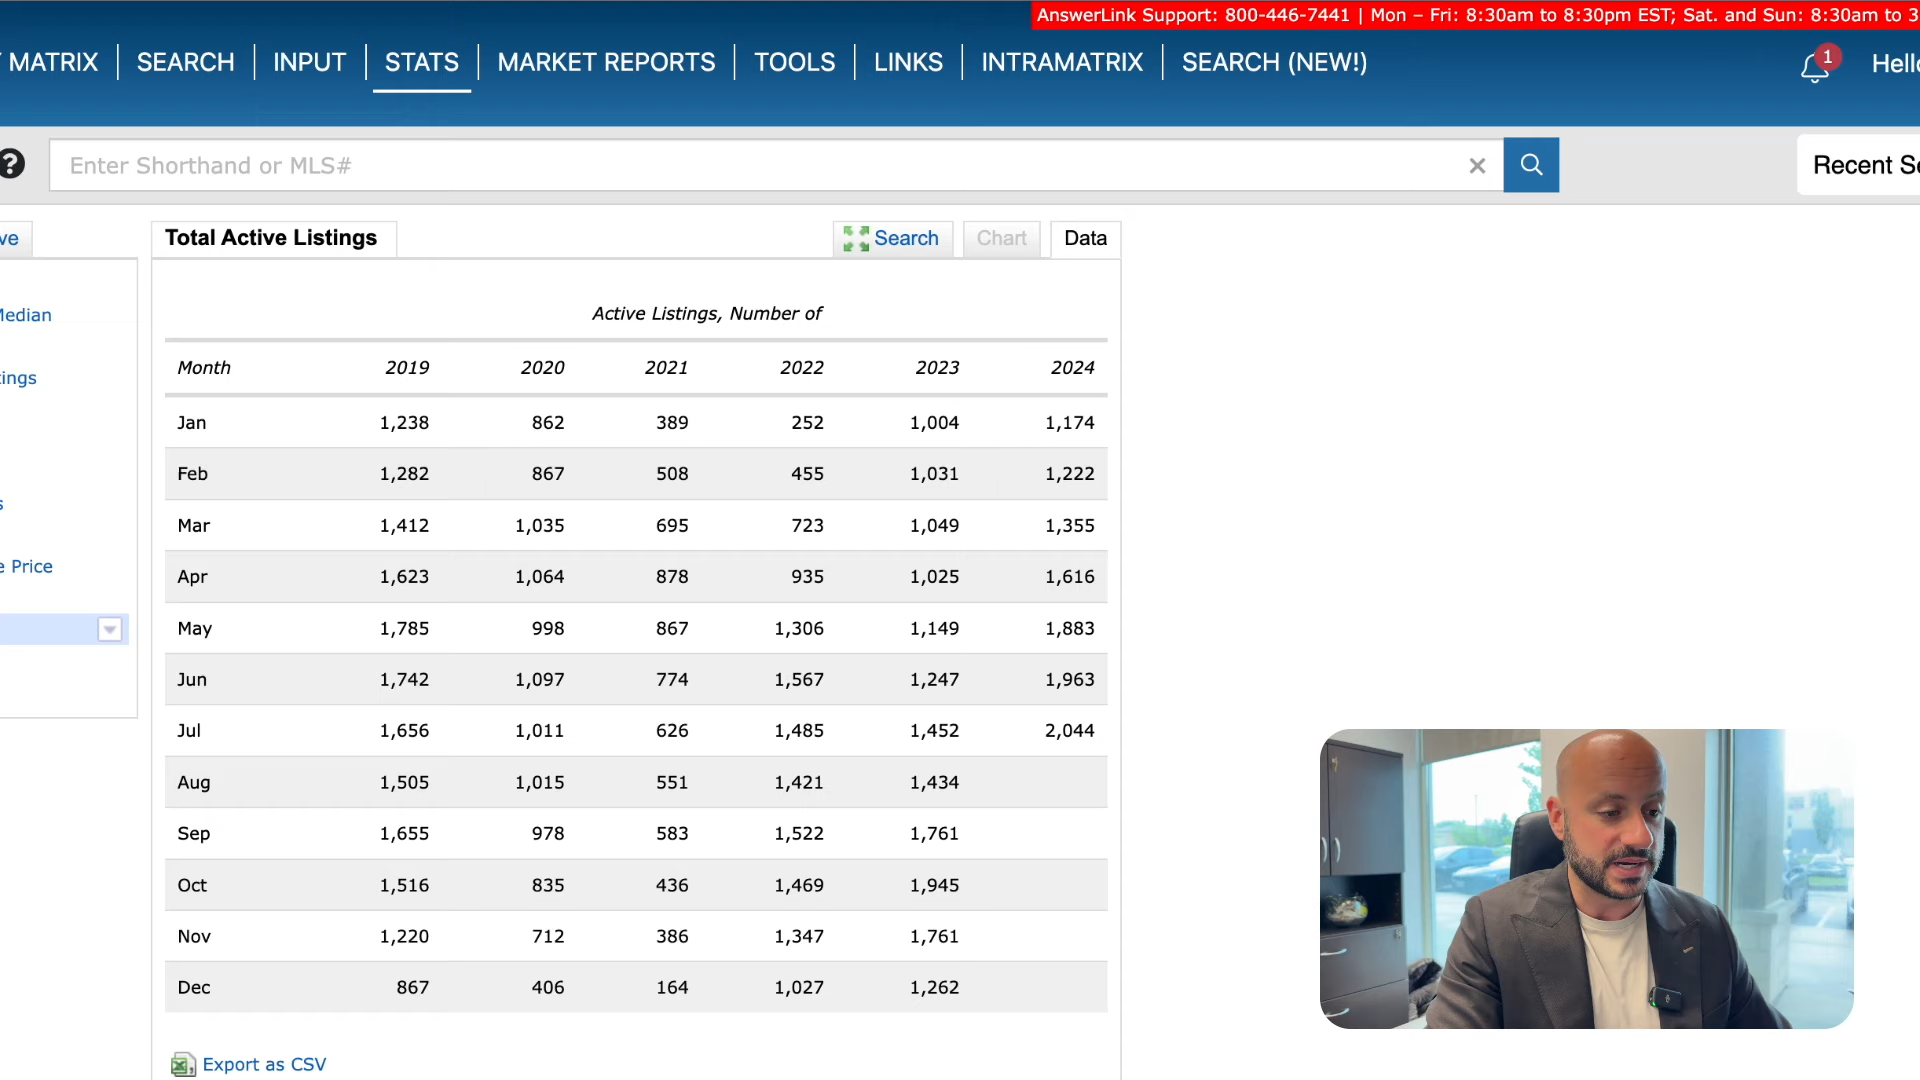 AnswerLink Support: 800-446-7441 | Mon – Fri: 8:30am to 8:30pm EST; Sat. and Sun: 8:30am to 3
MATRIX SEARCH INPUT STATS MARKET REPORTS TOOLS LINKS INTRAMATRIX SEARCH (NEW!) 1 Hello
Enter Shorthand or MLS# Recent Se
ve Total Active Listings Search Chart Data
Median
tings
s
e Price
Active Listings, Number of
Month 2019 2020 2021 2022 2023 2024
Jan 1,238 862 389 252 1,004 1,174
Feb 1,282 867 508 455 1,031 1,222
Mar 1,412 1,035 695 723 1,049 1,355
Apr 1,623 1,064 878 935 1,025 1,616
May 1,785 998 867 1,306 1,149 1,883
Jun 1,742 1,097 774 1,567 1,247 1,963
Jul 1,656 1,011 626 1,485 1,452 2,044
Aug 1,505 1,015 551 1,421 1,434
Sep 1,655 978 583 1,522 1,761
Oct 1,516 835 436 1,469 1,945
Nov 1,220 712 386 1,347 1,761
Dec 867 406 164 1,027 1,262
Export as CSV